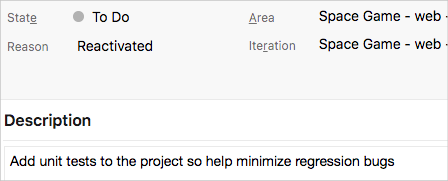 State To Do Area Space Game - web -
Reason Reactivated Iteration Space Game - web -
Description
Add unit tests to the project so help minimize regression bugs